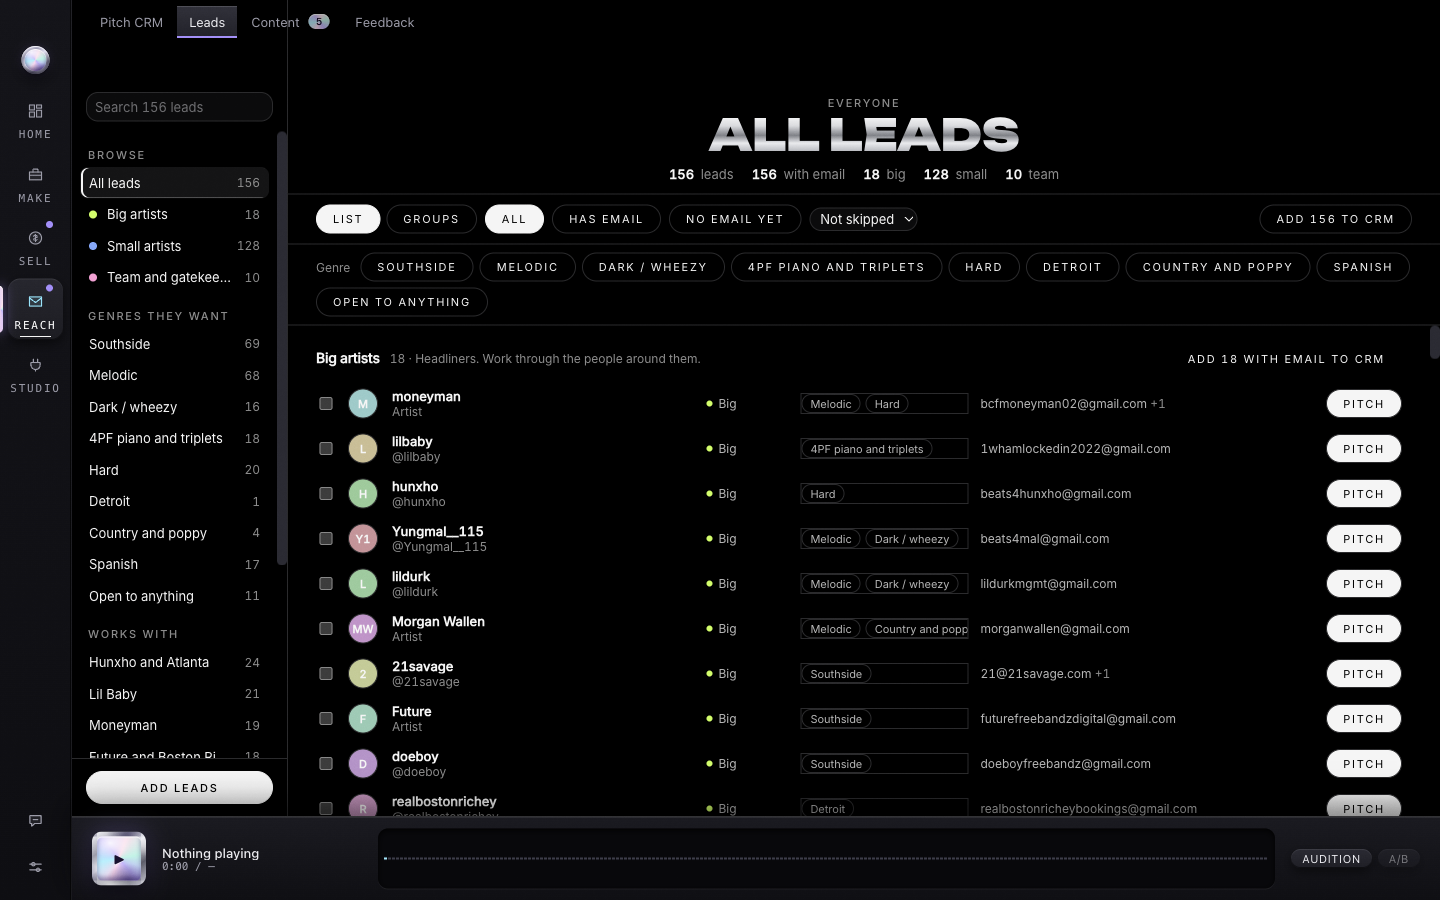 Pitch CRM Leads Content 5 Feedback
HOME
MAKE
SELL
REACH
STUDIO
Search 156 leads
BROWSE
All leads 156
Big artists 18
Small artists 128
Team and gatekee... 10
GENRES THEY WANT
Southside 69
Melodic 68
Dark / wheezy 16
4PF piano and triplets 18
Hard 20
Detroit 1
Country and poppy 4
Spanish 17
Open to anything 11
WORKS WITH
Hunxho and Atlanta 24
Lil Baby 21
Moneyman 19
Future and Boston Ri... 18
ADD LEADS
EVERYONE
ALL LEADS
156 leads 156 with email 18 big 128 small 10 team
LIST GROUPS ALL HAS EMAIL NO EMAIL YET Not skipped ADD 156 TO CRM
Genre SOUTHSIDE MELODIC DARK / WHEEZY 4PF PIANO AND TRIPLETS HARD DETROIT COUNTRY AND POPPY SPANISH
OPEN TO ANYTHING
Big artists 18 · Headliners. Work through the people around them. ADD 18 WITH EMAIL TO CRM
M moneyman Big Melodic Hard bcfmoneyman02@gmail.com +1 PITCH
Artist
L lilbaby Big 4PF piano and triplets 1whamlockedin2022@gmail.com PITCH
@lilbaby
H hunxho Big Hard beats4hunxho@gmail.com PITCH
@hunxho
Y1 Yungmal__115 Big Melodic Dark / wheezy beats4mal@gmail.com PITCH
@Yungmal__115
L lildurk Big Melodic Dark / wheezy lildurkmgmt@gmail.com PITCH
@lildurk
MW Morgan Wallen Big Melodic Country and popp morganwallen@gmail.com PITCH
Artist
2 21savage Big Southside 21@21savage.com +1 PITCH
@21savage
F Future Big Southside futurefreebandzdigital@gmail.com PITCH
Artist
D doeboy Big Southside doeboyfreebandz@gmail.com PITCH
@doeboy
R realbostonrichey Big Detroit realbostonricheybookings@gmail.com PITCH
@realbostonrichey
Nothing playing
0:00 / —
AUDITION A/B